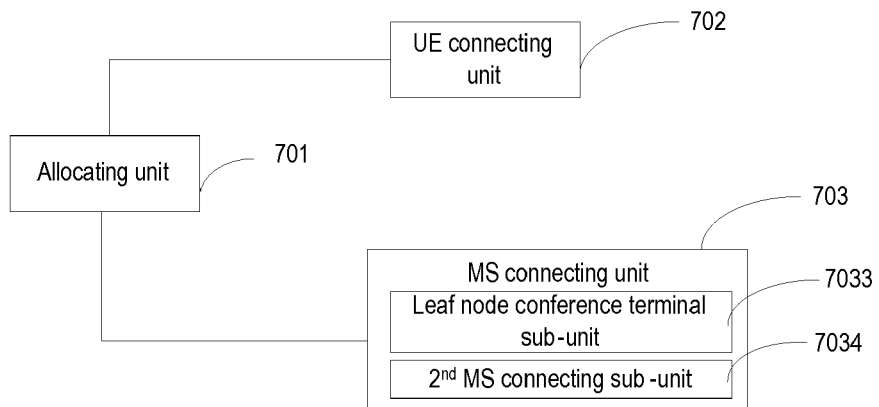 UE connecting
unit
702
Allocating unit
701
703
MS connecting unit
Leaf node conference terminal
sub-unit
7033
2nd MS connecting sub-unit
7034